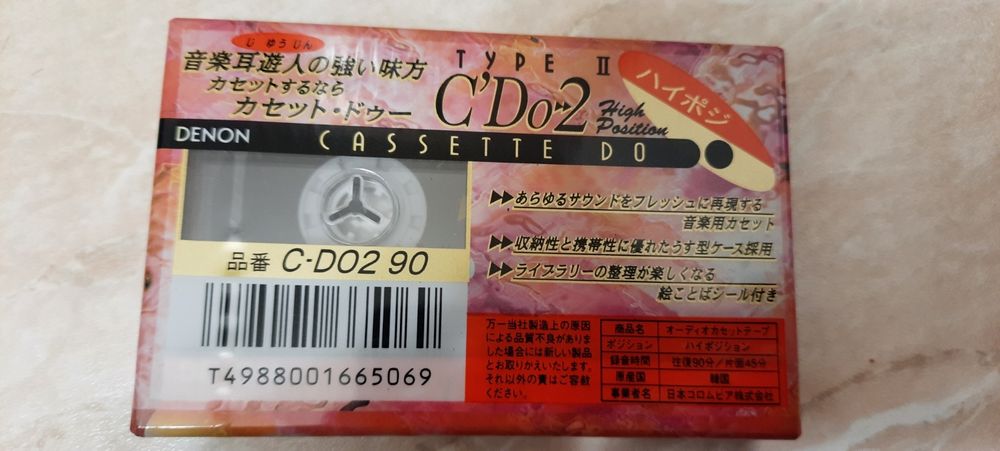 じ ゆうじん
音楽耳遊人の強い味方
カセットするなら
カセット・ドゥー
TYPE II
C'Do▸▸2
High
Position
ハイポジ
DENON
CASSETTE DO
▶▶あらゆるサウンドをフレッシュに再現する
音楽用カセット
▶▶収納性と携帯性に優れたうす型ケース採用
▶▶ライブラリーの整理が楽しくなる
絵ことばシール付き
品番 C-DO2 90
T4988001665069
万一当社製造上の原因
による品質不良がありま
した場合には新しい製品
とお取りかえいたします。
それ以外の責はご容赦
ください。
商品名 オーディオカセットテープ
ポジション ハイポジション
録音時間 往復90分/片面45分
原産国 韓国
事業者名 日本コロムビア株式会社